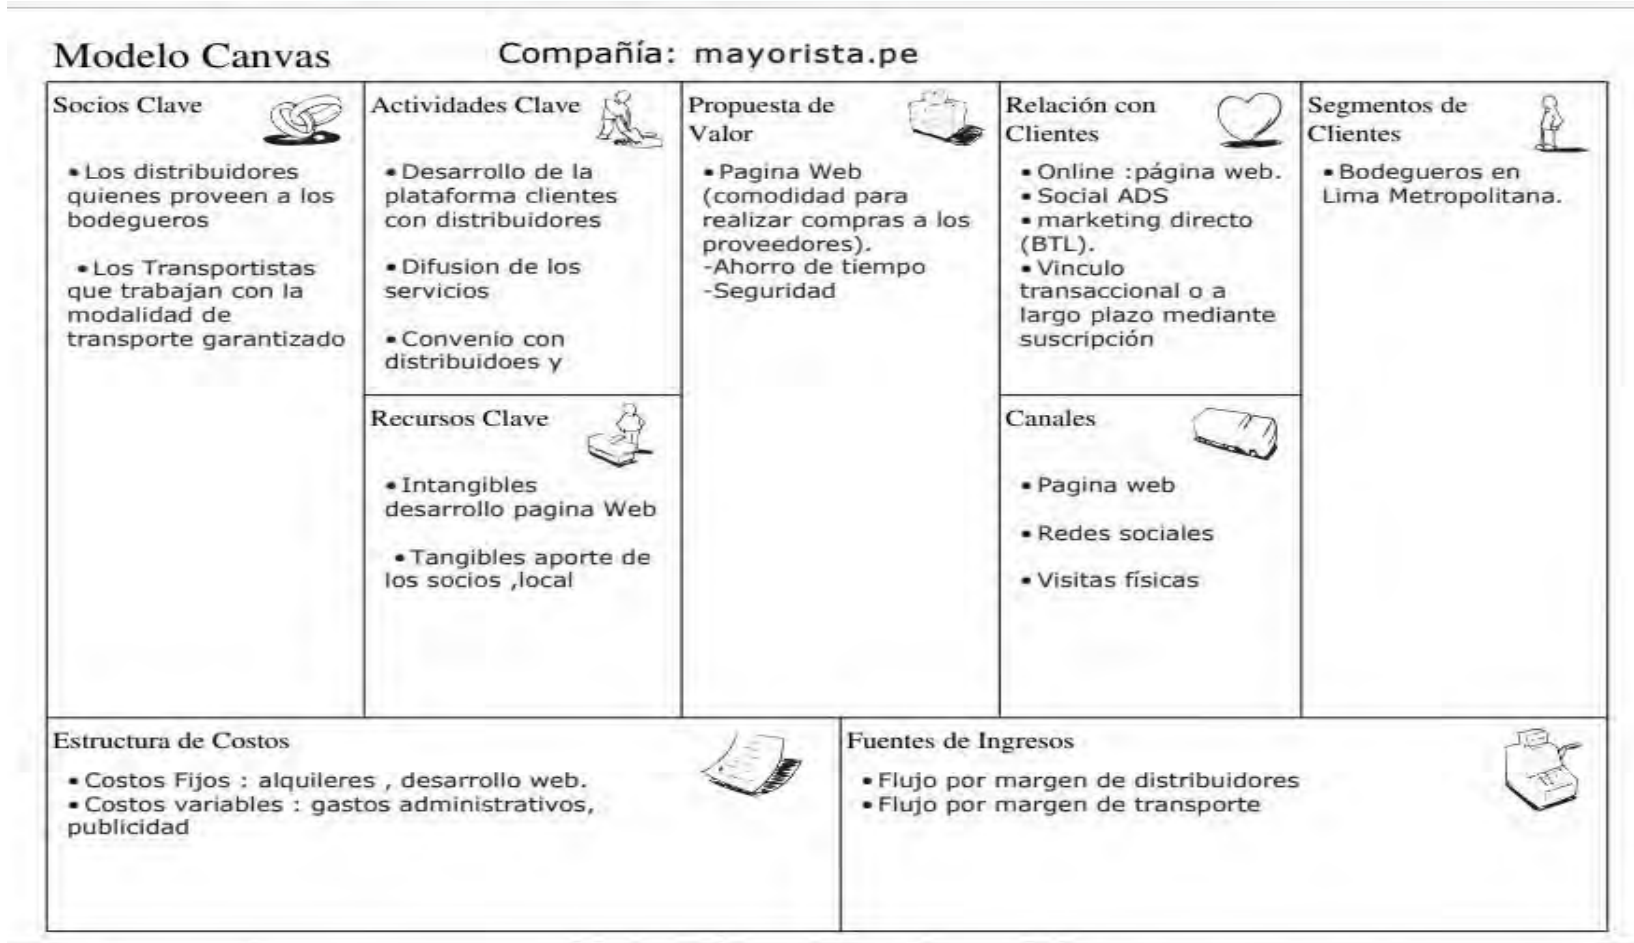 Modelo Canvas
Compañía: mayorista.pe
Socios Clave
• Los distribuidores
quienes proveen a los
bodegueros
• Los Transportistas
que trabajan con la
modalidad de
transporte garantizado
Actividades Clave
• Desarrollo de la
plataforma clientes
con distribuidores
• Difusion de los
servicios
• Convenio con
distribuidoes y
Recursos Clave
• Intangibles
desarrollo pagina Web
• Tangibles aporte de
los socios ,local
Propuesta de
Valor
• Pagina Web
(comodidad para
realizar compras a los
proveedores).
-Ahorro de tiempo
-Seguridad
Relación con
Clientes
• Online :página web.
• Social ADS
• marketing directo
(BTL).
• Vinculo
transaccional o a
largo plazo mediante
suscripción
Canales
• Pagina web
• Redes sociales
• Visitas físicas
Segmentos de
Clientes
• Bodegueros en
Lima Metropolitana.
Estructura de Costos
• Costos Fijos : alquileres , desarrollo web.
• Costos variables : gastos administrativos,
publicidad
Fuentes de Ingresos
• Flujo por margen de distribuidores
• Flujo por margen de transporte